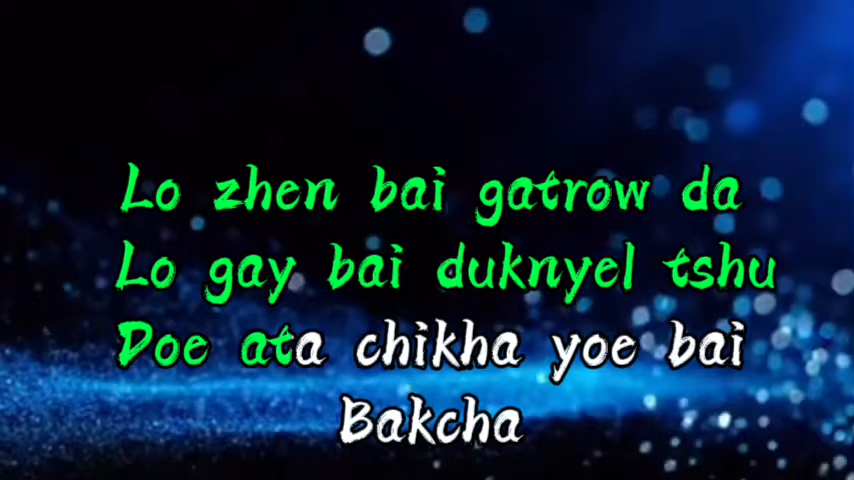 Lo zhen bai gatrow da
Lo gay bai duknyel tshu
Doe ata chikha yoe bai
Bakcha